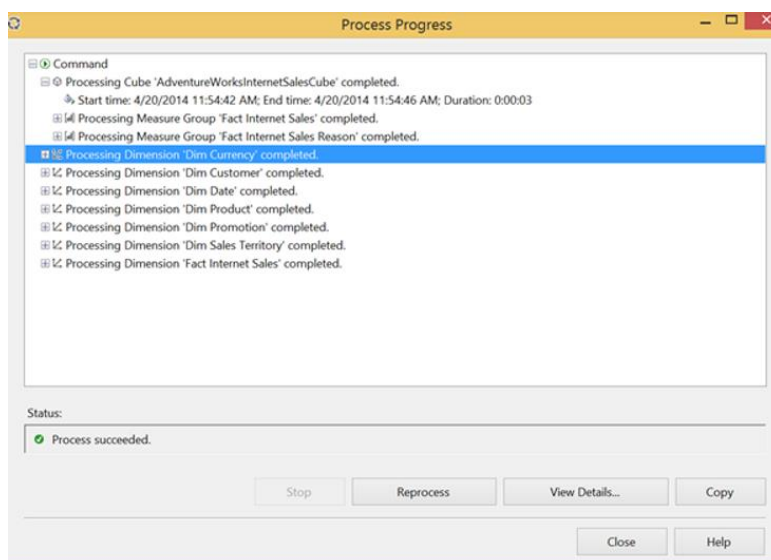 Process Progress
Command
Processing Cube 'AdventureWorksInternetSalesCube' completed.
Start time: 4/20/2014 11:54:42 AM; End time: 4/20/2014 11:54:46 AM; Duration: 0:00:03
Processing Measure Group 'Fact Internet Sales' completed.
Processing Measure Group 'Fact Internet Sales Reason' completed.
Processing Dimension 'Dim Currency' completed.
Processing Dimension 'Dim Customer' completed.
Processing Dimension 'Dim Date' completed.
Processing Dimension 'Dim Product' completed.
Processing Dimension 'Dim Promotion' completed.
Processing Dimension 'Dim Sales Territory' completed.
Processing Dimension 'Fact Internet Sales' completed.
Status:
Process succeeded.
Stop Reprocess View Details... Copy
Close Help